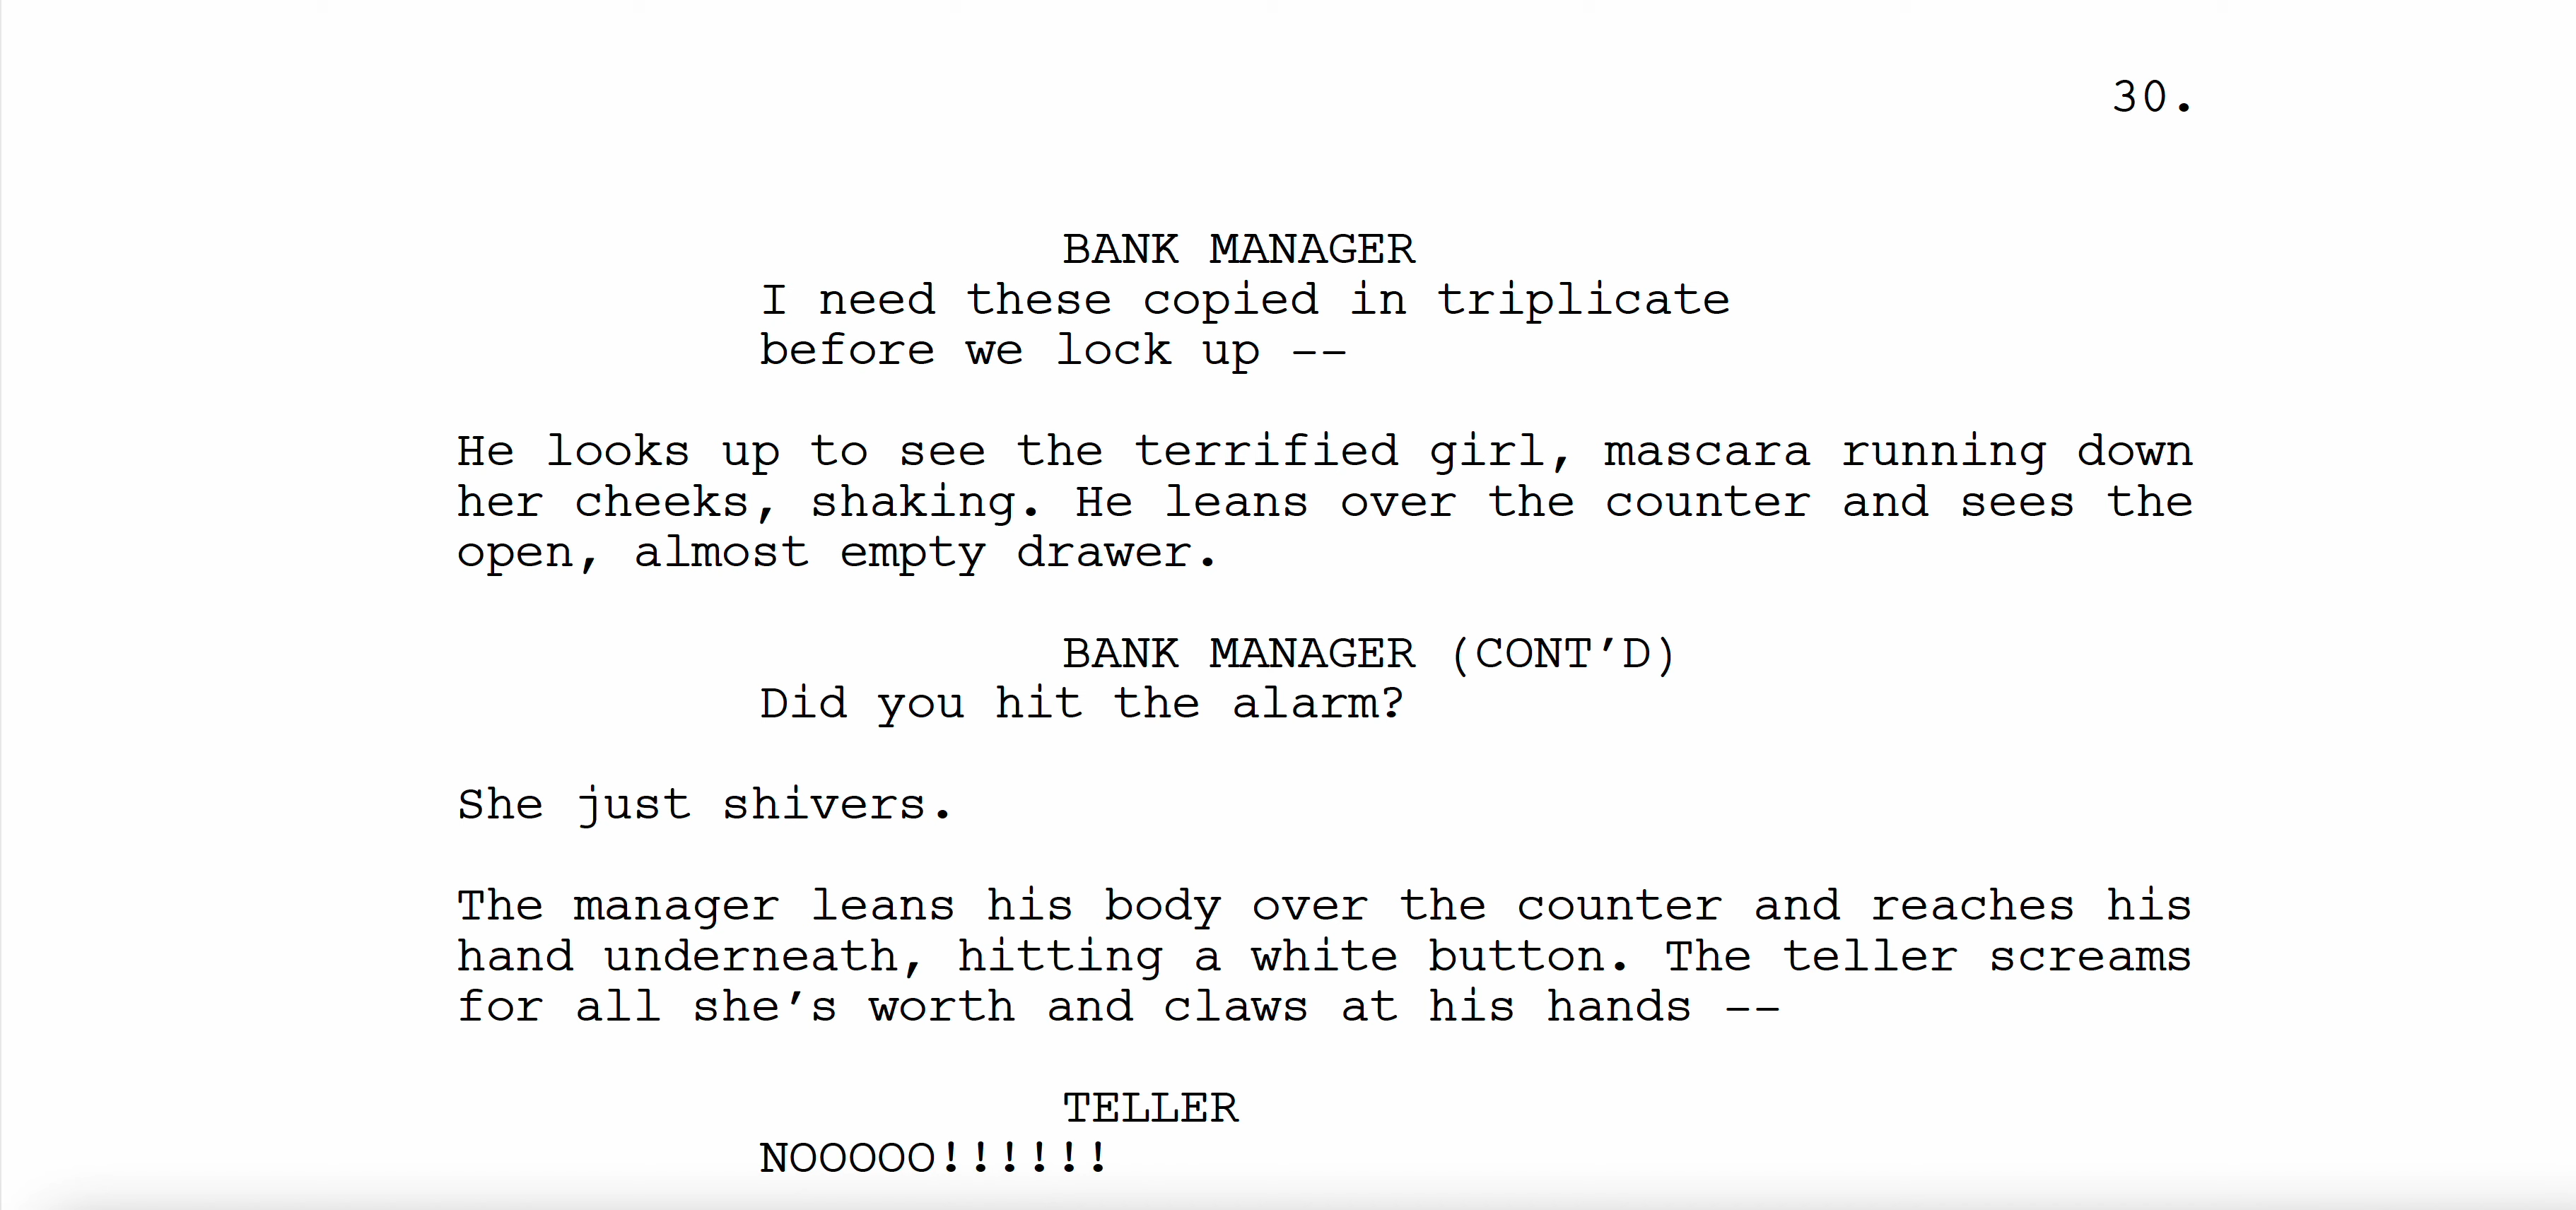 30.
BANK MANAGER
I need these copied in triplicate
before we lock up --
He looks up to see the terrified girl, mascara running down
her cheeks, shaking. He leans over the counter and sees the
open, almost empty drawer.
BANK MANAGER (CONT’D)
Did you hit the alarm?
She just shivers.
The manager leans his body over the counter and reaches his
hand underneath, hitting a white button. The teller screams
for all she’s worth and claws at his hands --
TELLER
NOOOOO!!!!!!